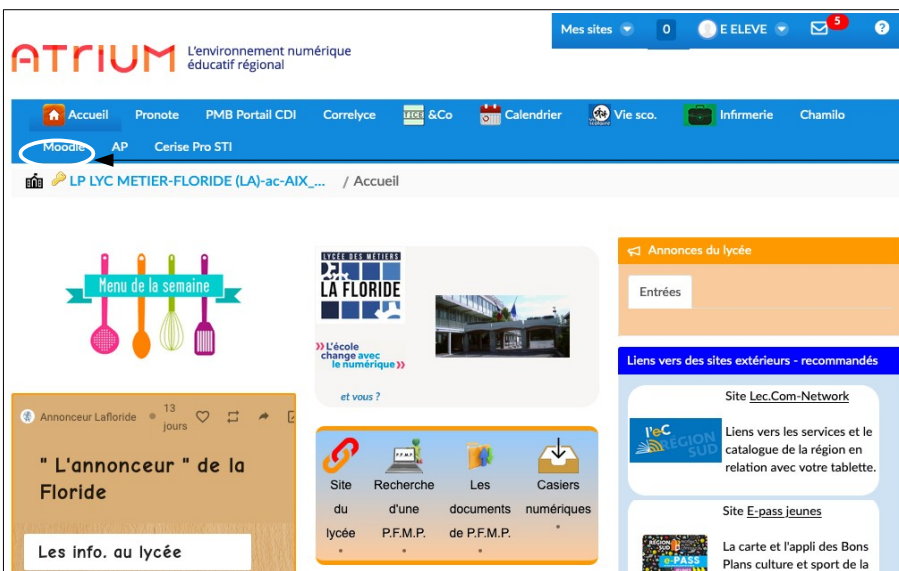 Mes sites 0 E ELEVE 5 ?
ATrIUM
L'environnement numérique
éducatif régional
Accueil Pronote PMB Portail CDI Correlyce TICE &Co Calendrier Vie sco. Infirmerie Chamilo
Moodle AP Cerise Pro STI
LP LYC METIER-FLORIDE (LA)-ac-AIX_... / Accueil
Menu de la semaine
LYCÉE DES MÉTIERS
LA FLORIDE
L'école
change avec
le numérique
et vous ?
Annonces du lycée
Entrées
Liens vers des sites extérieurs - recommandés
Site Lec.Com-Network
l'eC
RÉGION
SUD
Liens vers les services et le
catalogue de la région en
relation avec votre tablette.
Site E-pass jeunes
RÉGION
SUD
e-PASS
La carte et l'appli des Bons
Plans culture et sport de la
Annonceur Lafloride 13
jours
" L'annonceur " de la
Floride
Les info. au lycée
Site
du
lycée
P.F.M.P.
Recherche
d'une
P.F.M.P.
Les
documents
de P.F.M.P.
Casiers
numériques